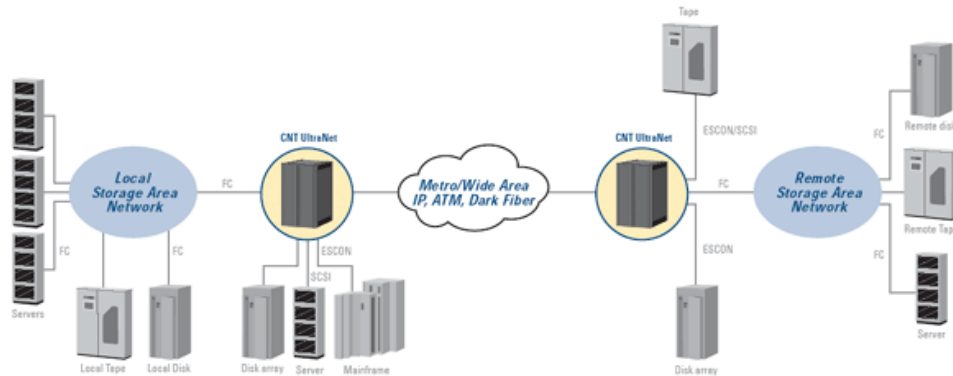 Tape
CNT UltraNet
CNT UltraNet
ESCON/SCSI
FC
Remote disk
Local
Storage Area
Network
FC
Metro/Wide Area
IP, ATM, Dark Fiber
FC
Remote
Storage Area
Network
Remote Tap
FC
FC
ESCON
SCSI
ESCON
FC
Servers
Local Tape
Local Disk
Disk array
Server
Mainframe
Disk array
Server